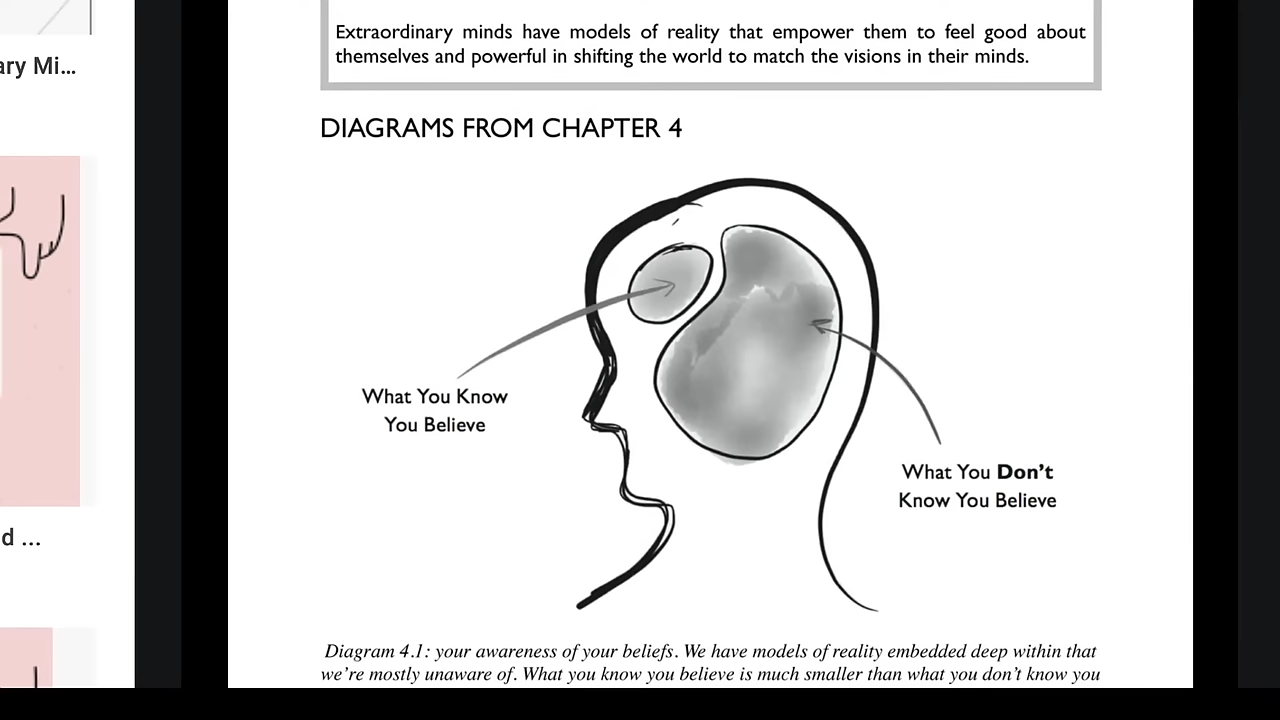 Extraordinary minds have models of reality that empower them to feel good about
themselves and powerful in shifting the world to match the visions in their minds.
ary Mi...
DIAGRAMS FROM CHAPTER 4
What You Know
You Believe
What You Don't
Know You Believe
d ...
Diagram 4.1: your awareness of your beliefs. We have models of reality embedded deep within that
we're mostly unaware of. What you know you believe is much smaller than what you don't know you